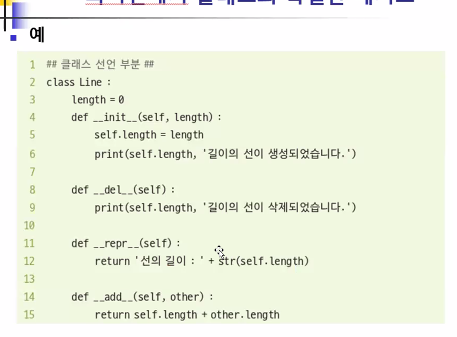 예
1 ## 클래스 선언 부분 ##
2 class Line :
3     length = 0
4     def __init__(self, length) :
5         self.length = length
6         print(self.length, '길이의 선이 생성되었습니다.')
7
8     def __del__(self) :
9         print(self.length, '길이의 선이 삭제되었습니다.')
10
11     def __repr__(self) :
12         return '선의 길이 : ' + str(self.length)
13
14     def __add__(self, other) :
15         return self.length + other.length